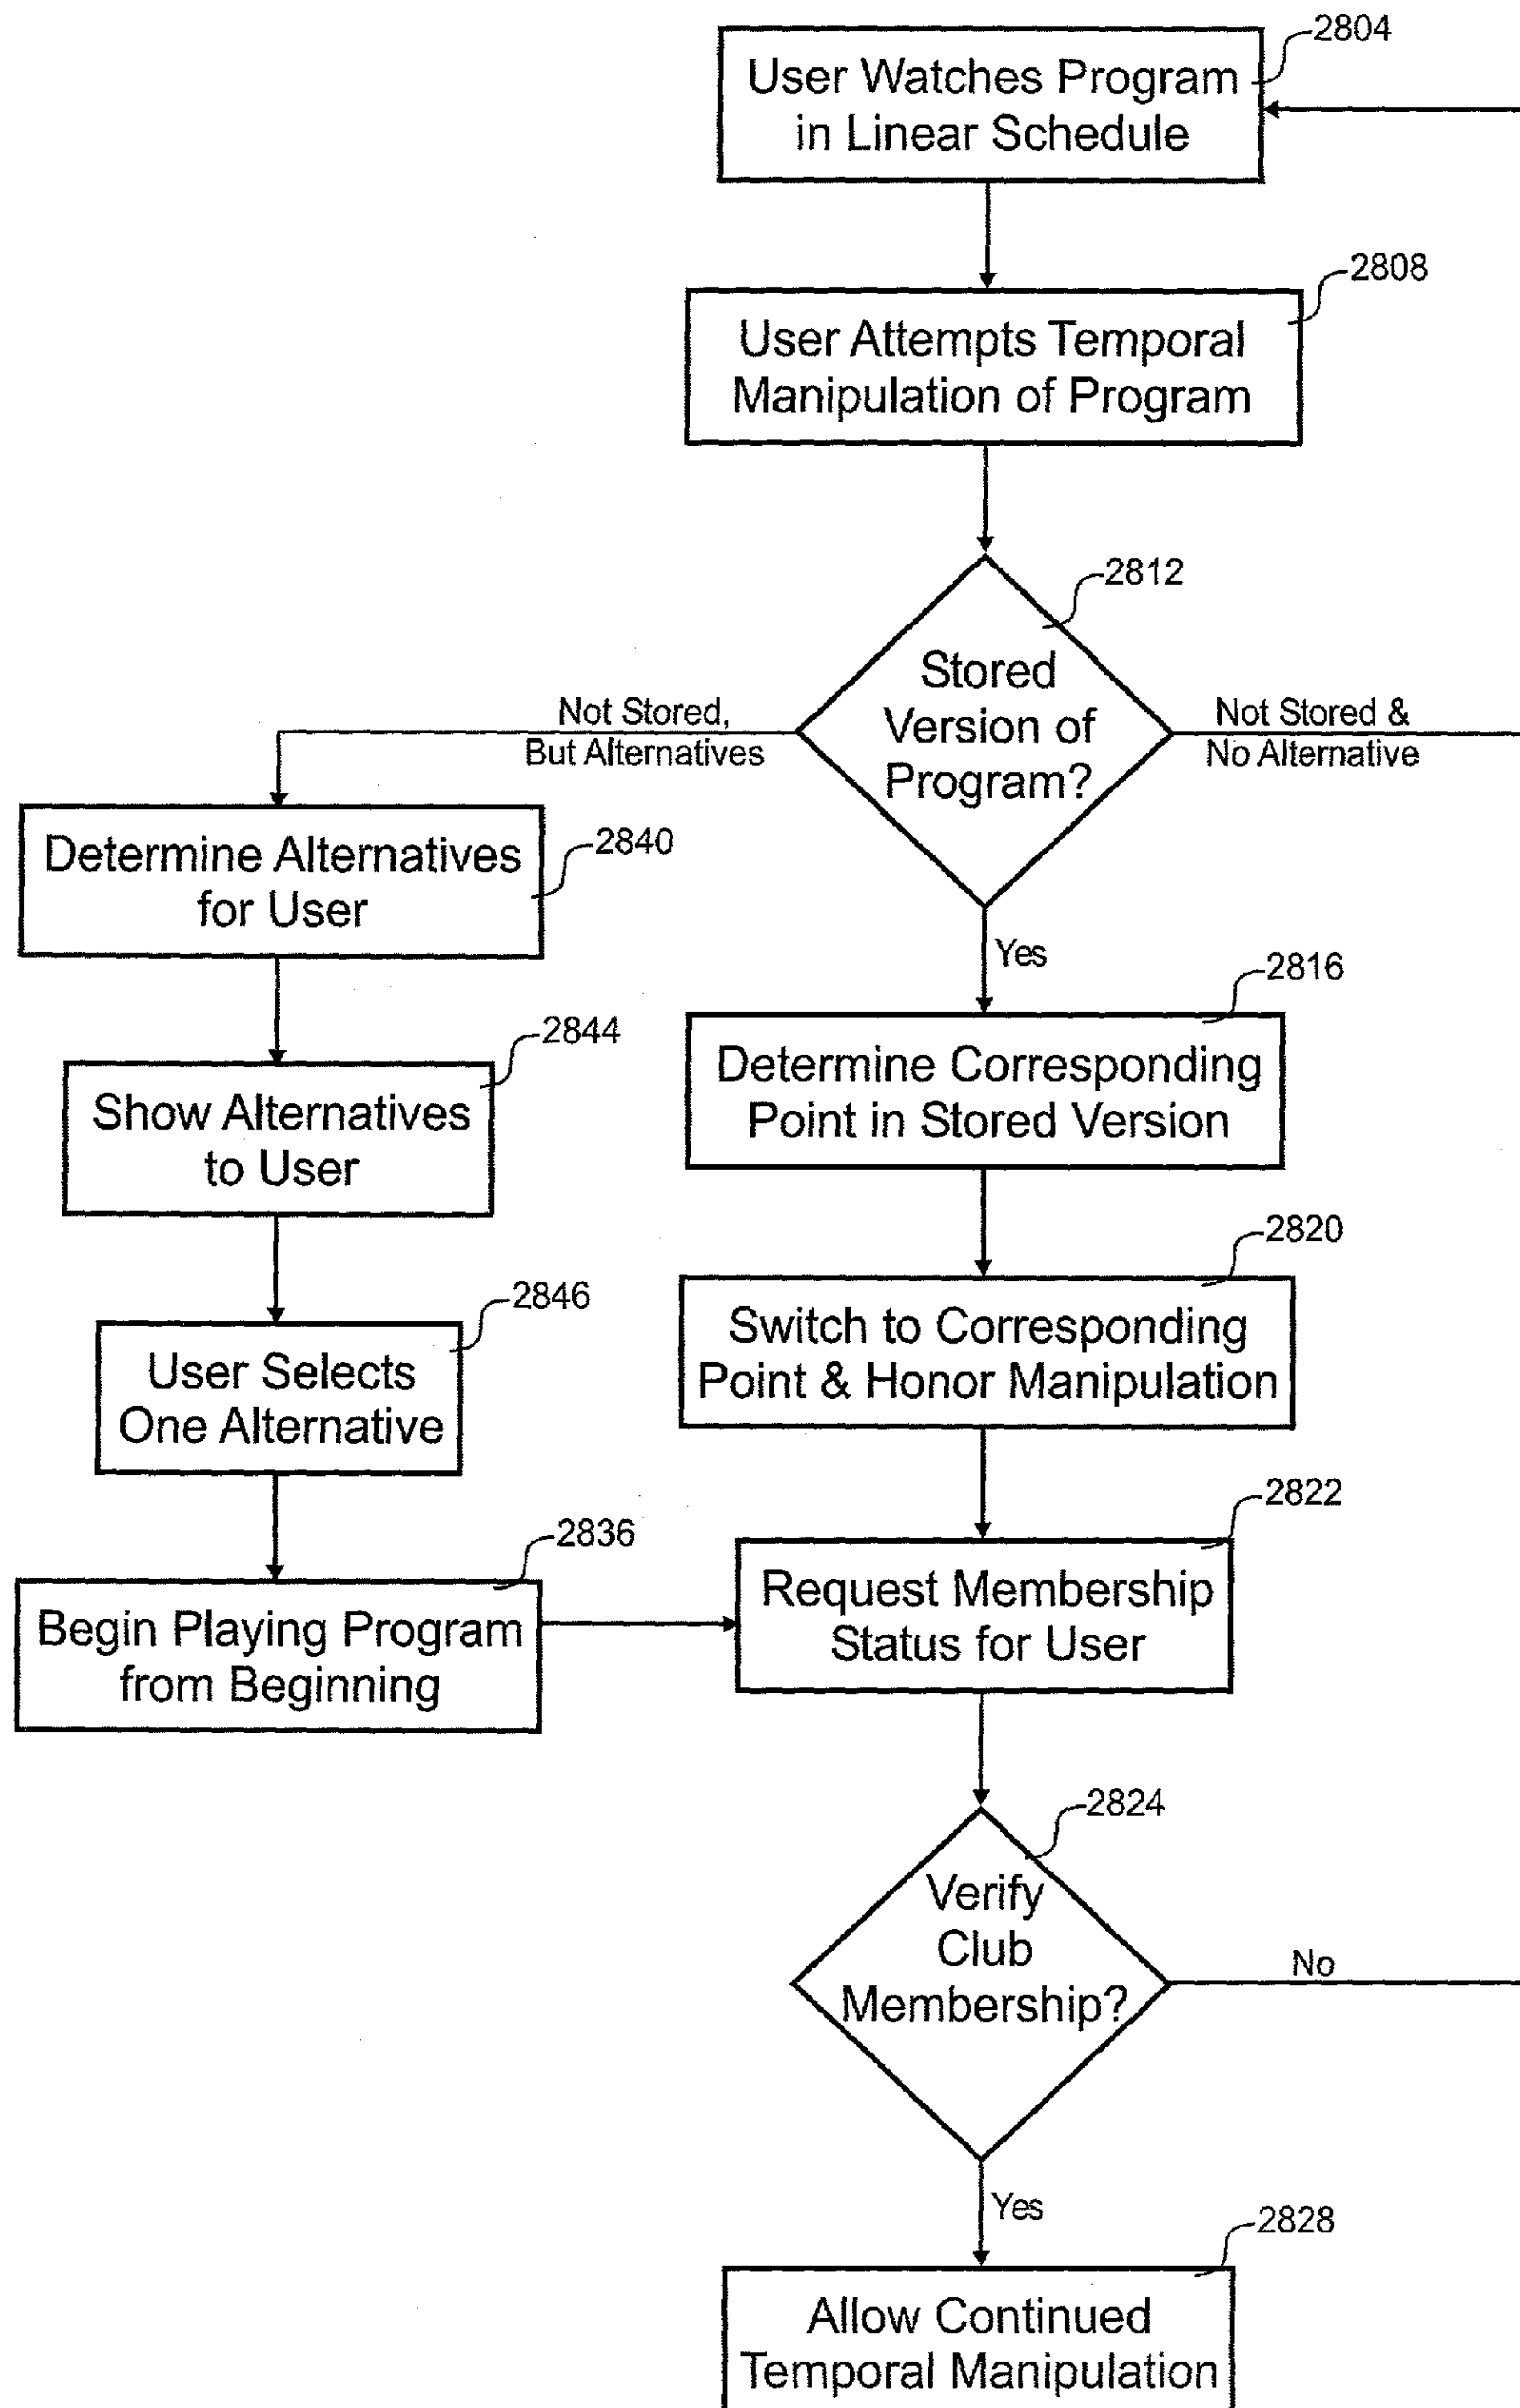 2804
User Watches Program
in Linear Schedule
2808
User Attempts Temporal
Manipulation of Program
2812
Stored
Version of
Program?
Not Stored,
But Alternatives
Not Stored &
No Alternative
Determine Alternatives
for User
2840
Yes
2816
Determine Corresponding
Point in Stored Version
2844
Show Alternatives
to User
2820
Switch to Corresponding
Point & Honor Manipulation
2846
User Selects
One Alternative
2822
Request Membership
Status for User
2836
Begin Playing Program
from Beginning
2824
Verify
Club
Membership?
No
Yes
2828
Allow Continued
Temporal Manipulation